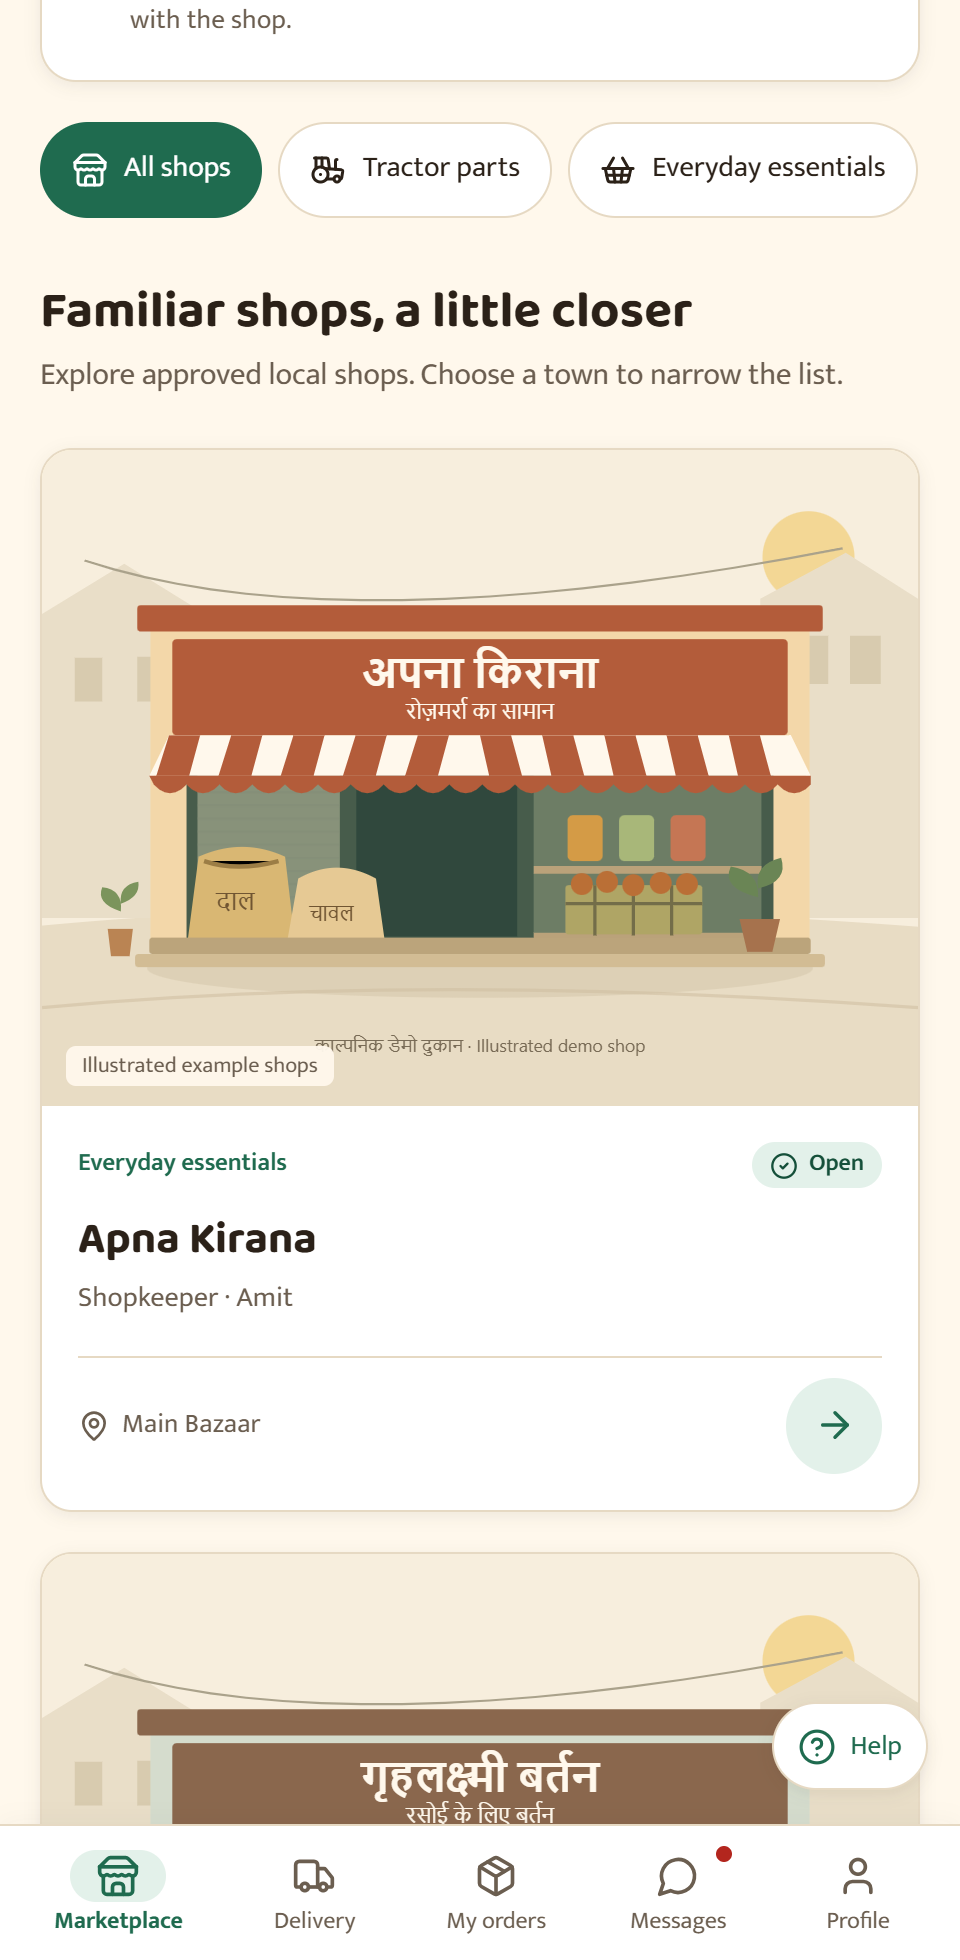 with the shop.
All shops
Tractor parts
Everyday essentials
Familiar shops, a little closer
Explore approved local shops. Choose a town to narrow the list.
अपना किराना
रोज़मर्रा का सामान
दाल
चावल
काल्पनिक डेमो दुकान · Illustrated demo shop
Illustrated example shops
Everyday essentials
Open
Apna Kirana
Shopkeeper · Amit
Main Bazaar
गृहलक्ष्मी बर्तन
रसोई के लिए बर्तन
Help
Marketplace
Delivery
My orders
Messages
Profile